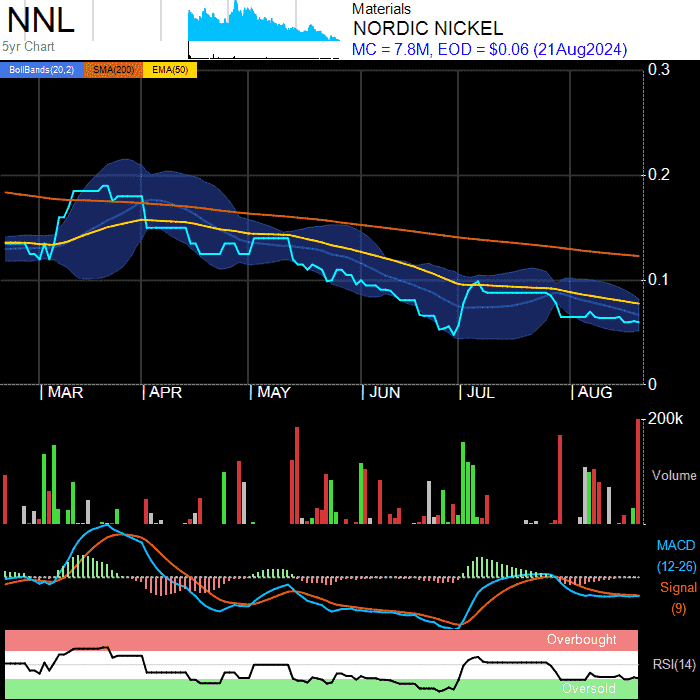 NNL
5yr Chart
Materials
NORDIC NICKEL
MC = 7.8M, EOD = $0.06 (21Aug2024)
BollBands(20,2) SMA(200) EMA(50)
0.3
0.2
0.1
0
MAR APR MAY JUN JUL AUG
200k
Volume
MACD
(12-26)
Signal
(9)
Overbought
RSI(14)
Oversold